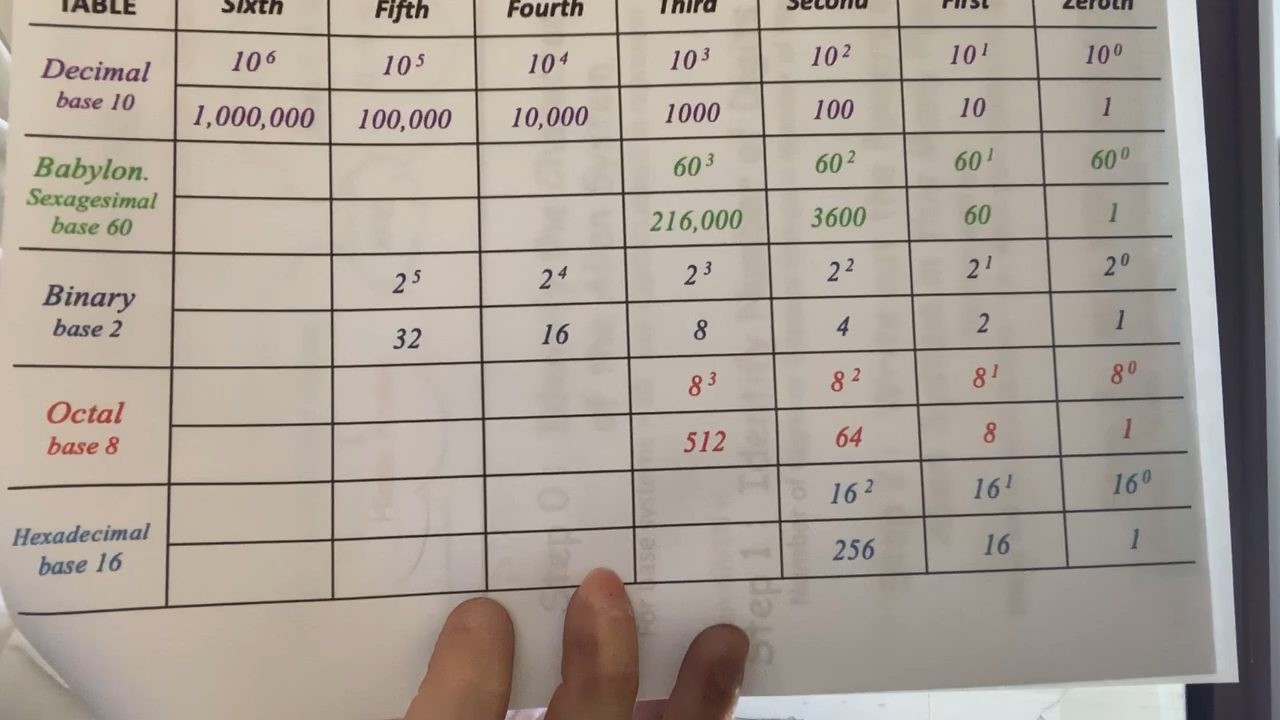 TABLE Sixth Fifth Fourth Third Second First Zeroth
Decimal
base 10
10⁶ 10⁵ 10⁴ 10³ 10² 10¹ 10⁰
1,000,000 100,000 10,000 1000 100 10 1
Babylon.
Sexagesimal
base 60
60³ 60² 60¹ 60⁰
216,000 3600 60 1
Binary
base 2
2⁵ 2⁴ 2³ 2² 2¹ 2⁰
32 16 8 4 2 1
Octal
base 8
8³ 8² 8¹ 8⁰
512 64 8 1
Hexadecimal
base 16
16² 16¹ 16⁰
256 16 1